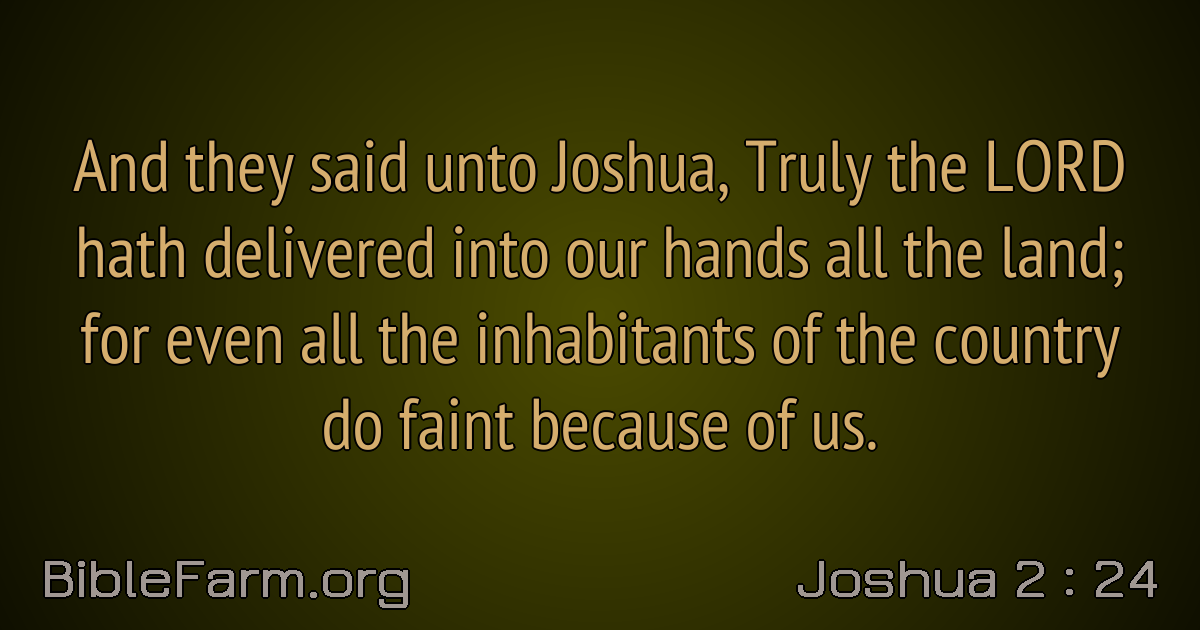 And they said unto Joshua, Truly the LORD
hath delivered into our hands all the land;
for even all the inhabitants of the country
do faint because of us.
BibleFarm.org
Joshua 2 : 24